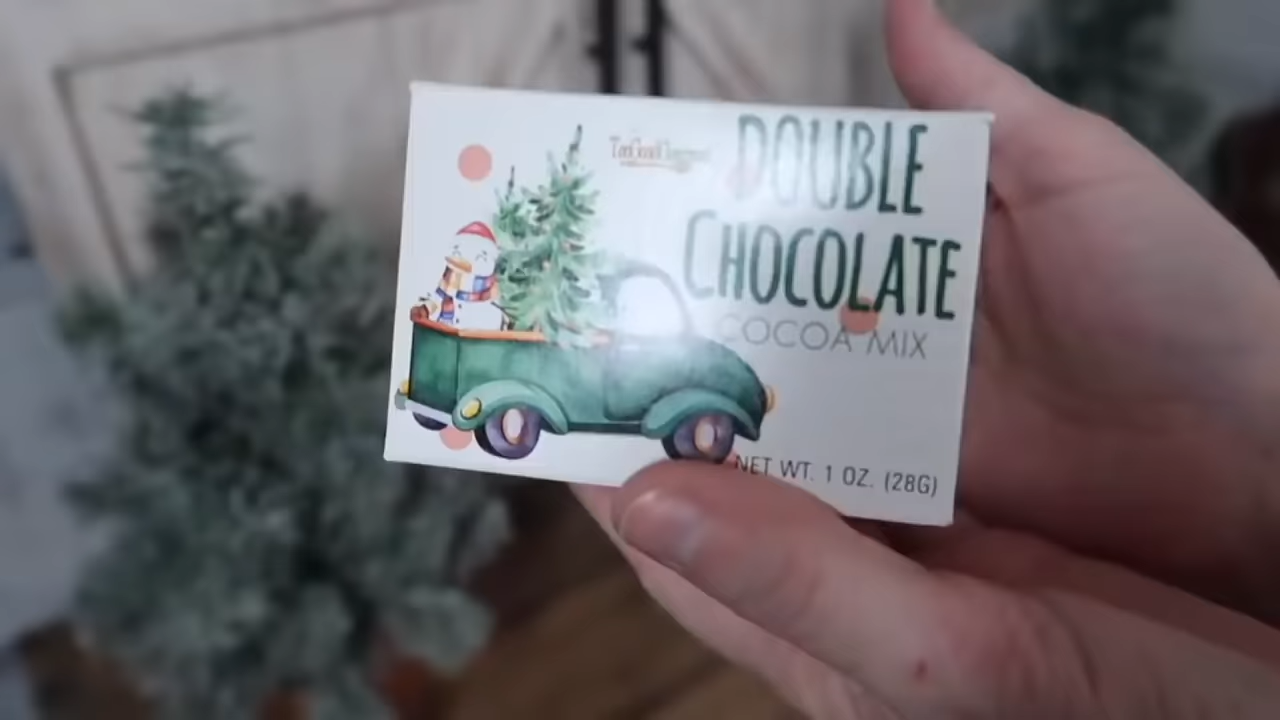 DOUBLE
CHOCOLATE
COCOA MIX
NET WT. 1 OZ. (28G)